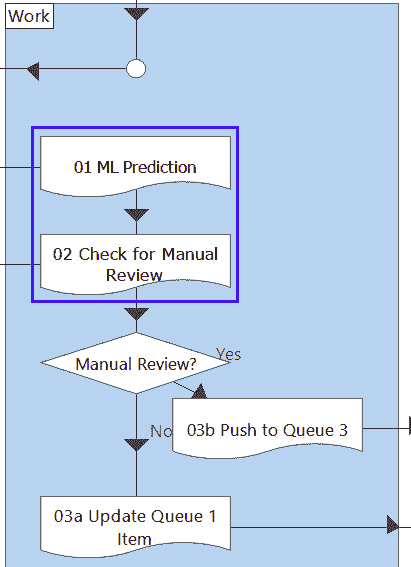 Work
01 ML Prediction
02 Check for Manual
Review
Manual Review?
Yes
No
03b Push to Queue 3
03a Update Queue 1
Item